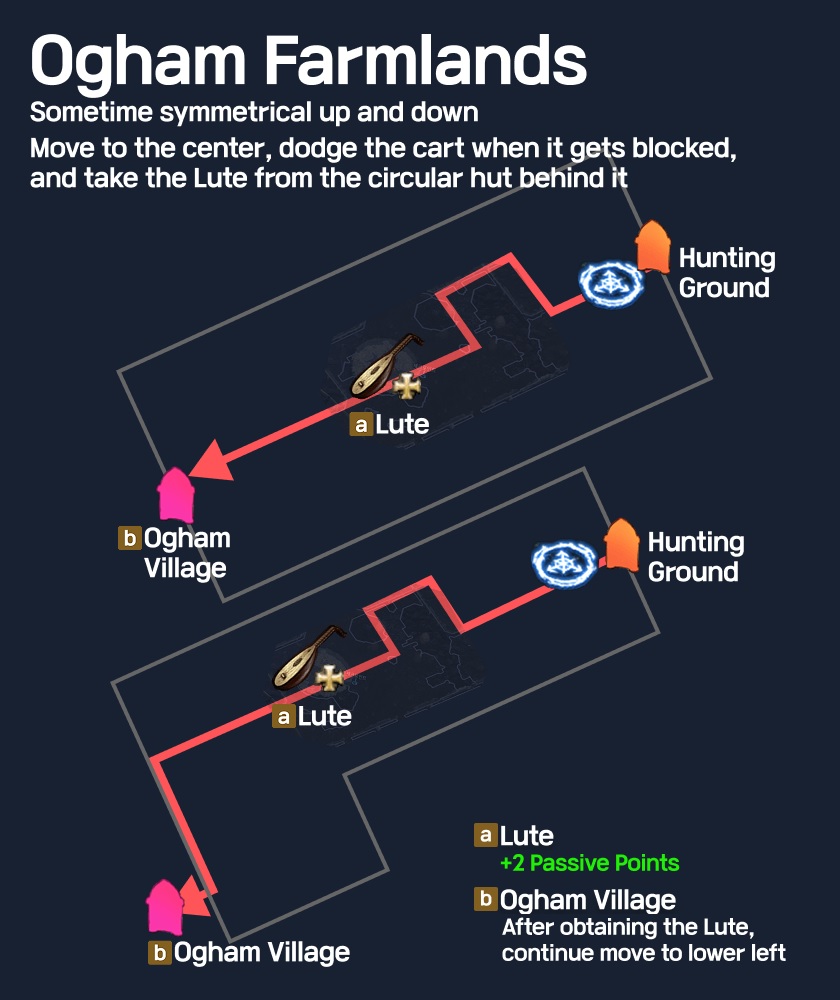 Ogham Farmlands
Sometime symmetrical up and down
Move to the center, dodge the cart when it gets blocked,
and take the Lute from the circular hut behind it
Hunting
Ground
a Lute
b Ogham
Village
Hunting
Ground
a Lute
b Ogham Village
a Lute
+2 Passive Points
b Ogham Village
After obtaining the Lute,
continue move to lower left